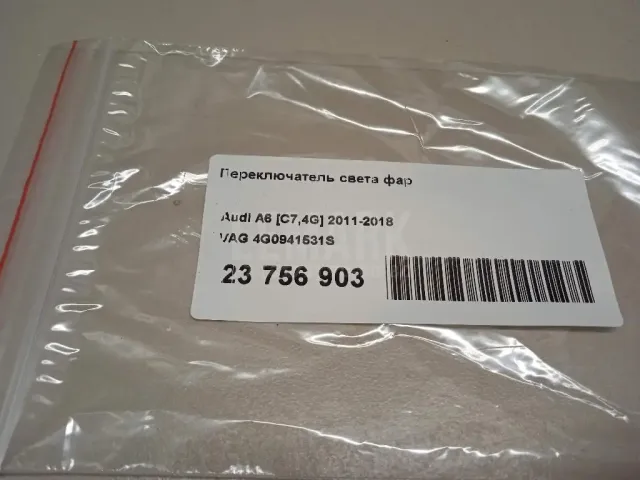 Переключатель света фар
Audi A6 [C7,4G] 2011-2018
VAG 4G0941531S
23 756 903